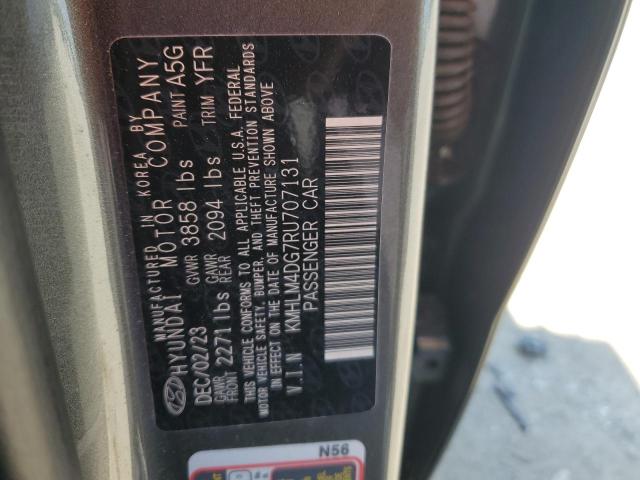 MANUFACTURED IN KOREA BY
HYUNDAI MOTOR COMPANY
DEC/02/23 GVWR 3858 lbs PAINT A5G
GAWR FRONT 2271 lbs GAWR REAR 2094 lbs TRIM YFR
THIS VEHICLE CONFORMS TO ALL APPLICABLE U.S.A. FEDERAL
MOTOR VEHICLE SAFETY, BUMPER, AND THEFT PREVENTION STANDARDS
IN EFFECT ON THE DATE OF MANUFACTURE SHOWN ABOVE
V.I.N KMHLM4DG7RU707131
PASSENGER CAR
N56